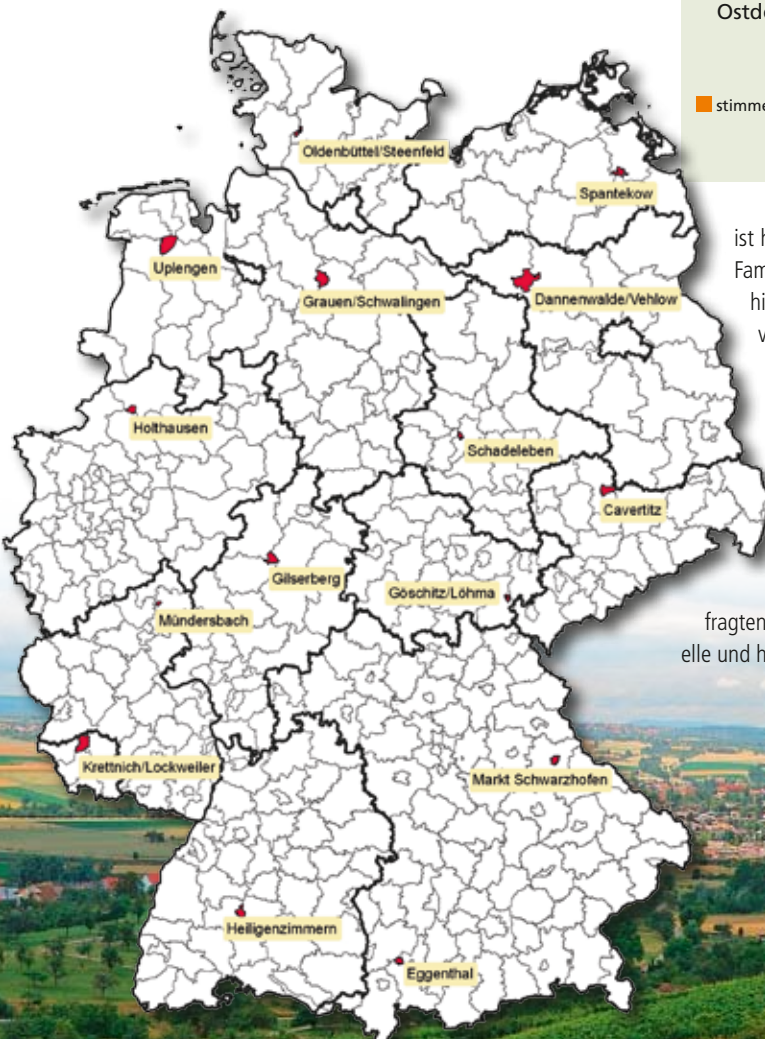 Ostde
stimme
Oldenbüttel/Steenfeld
Spantekow
ist h
Fam
hi
v
Uplengen
Grauen/Schwalingen
Dannenwalde/Vehlow
Holthausen
Schadeleben
Cavertitz
Gilserberg
Göschitz/Löhma
Mündersbach
fragten
elle und h
Krettnich/Lockweiler
Markt Schwarzhofen
Heiligenzimmern
Eggenthal